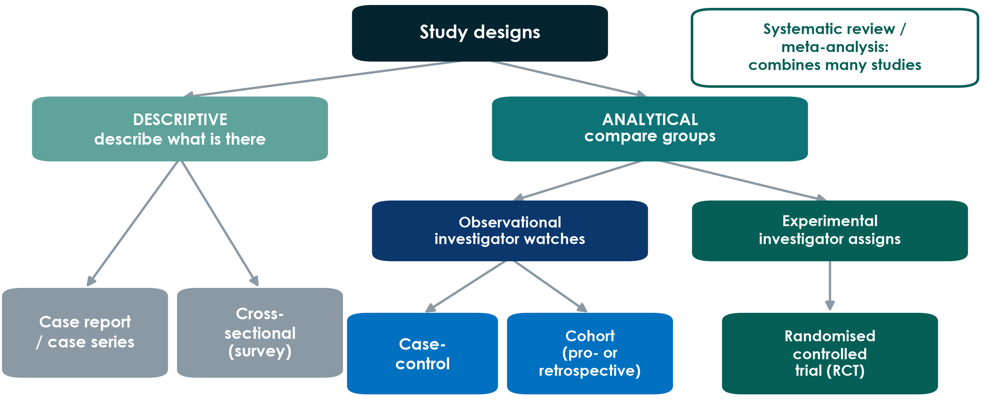 Study designs
Systematic review /
meta-analysis:
combines many studies
DESCRIPTIVE
describe what is there
ANALYTICAL
compare groups
Observational
investigator watches
Experimental
investigator assigns
Case report
/ case series
Cross-
sectional
(survey)
Case-
control
Cohort
(pro- or
retrospective)
Randomised
controlled
trial (RCT)